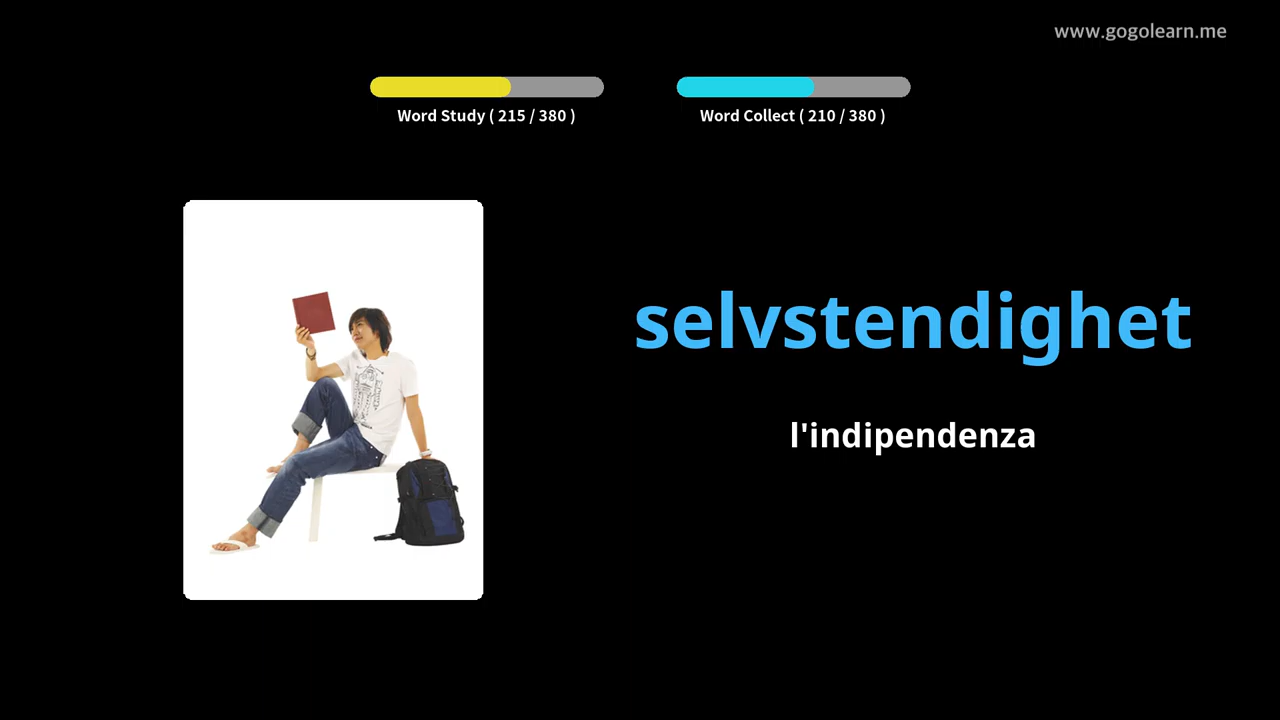 www.gogolearn.me
Word Study ( 215 / 380 )
Word Collect ( 210 / 380 )
selvstendighet
l'indipendenza